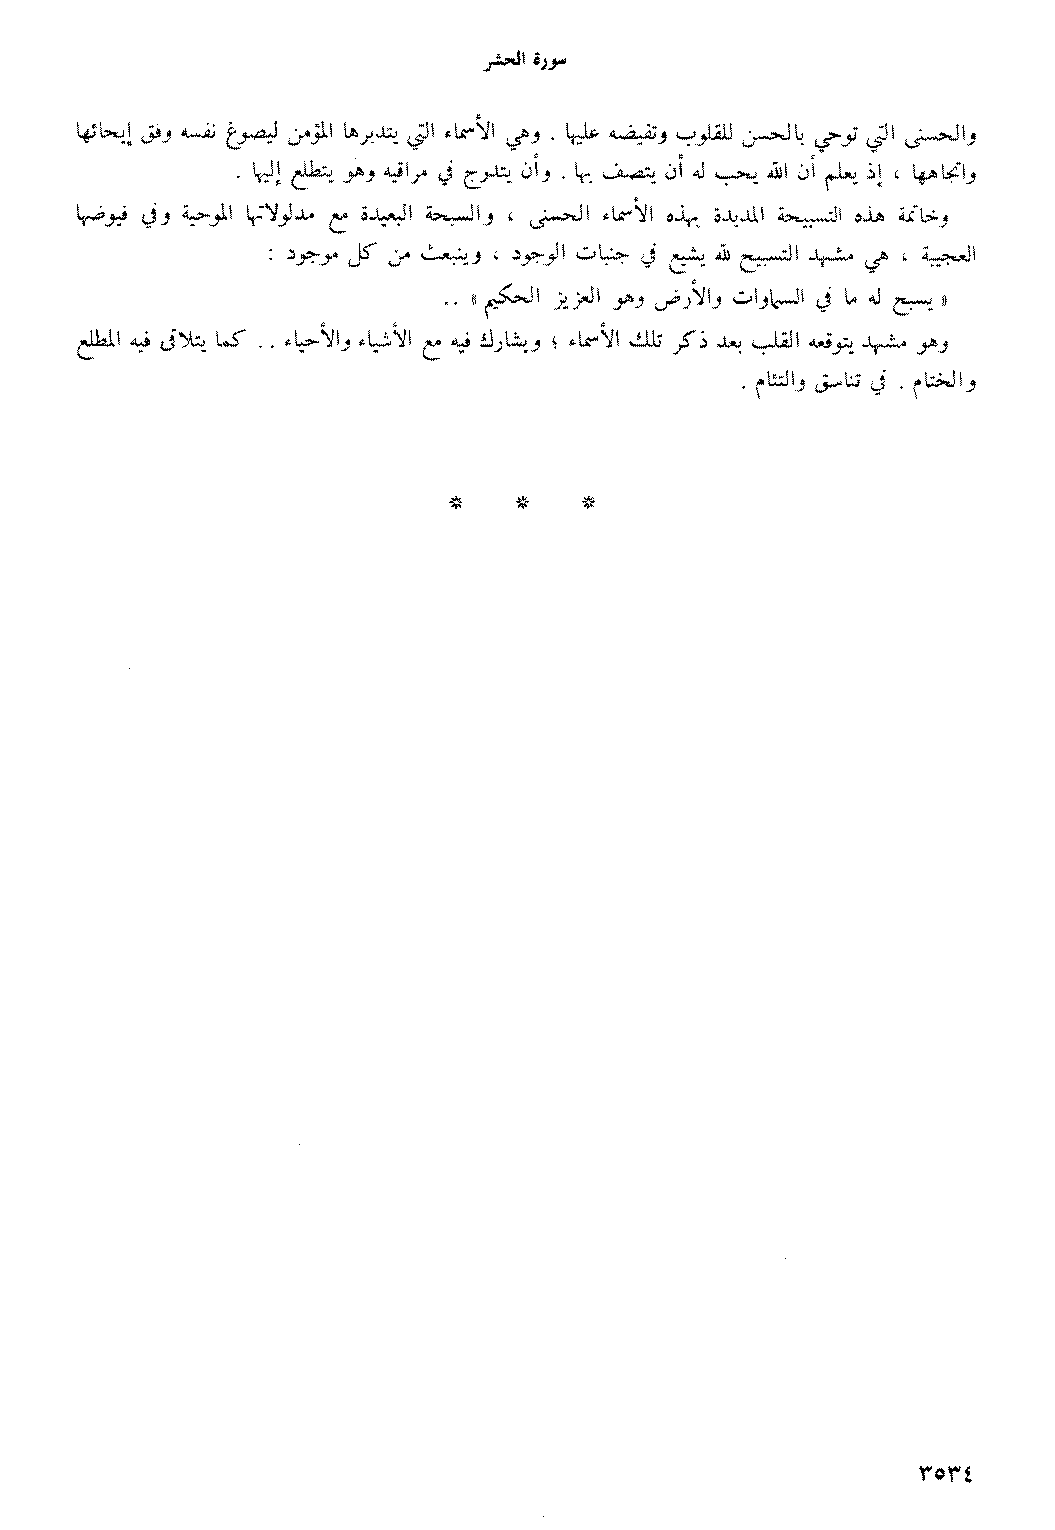 سورة الحشر
والحسنى التي توحي بالحسن للقلوب وتفيضه عليها . وهي الأسماء التي يتدبرها المؤمن ليصوغ نفسه وفق إيحائها
واتجاهها ، إذ يعلم أن الله يحب له أن يتصف بها . وأن يتدرج في مراقيه وهو يتطلع إليها .
وخاتمة هذه التسبيحة المديدة بهذه الأسماء الحسنى ، والسبحة البعيدة مع مدلولاتها الموحية وفي فيوضها
العجيبة ، هي مشهد التسبيح لله يشيع في جنبات الوجود ، وينبعث من كل موجود :
« يسبح له ما في السماوات والأرض وهو العزيز الحكيم » ..
وهو مشهد يتوقعه القلب بعد ذكر تلك الأسماء ؛ ويشارك فيه مع الأشياء والأحياء .. كما يتلاقى فيه المطلع
والختام . في تناسق والتئام .
* * *
٣٥٣٤